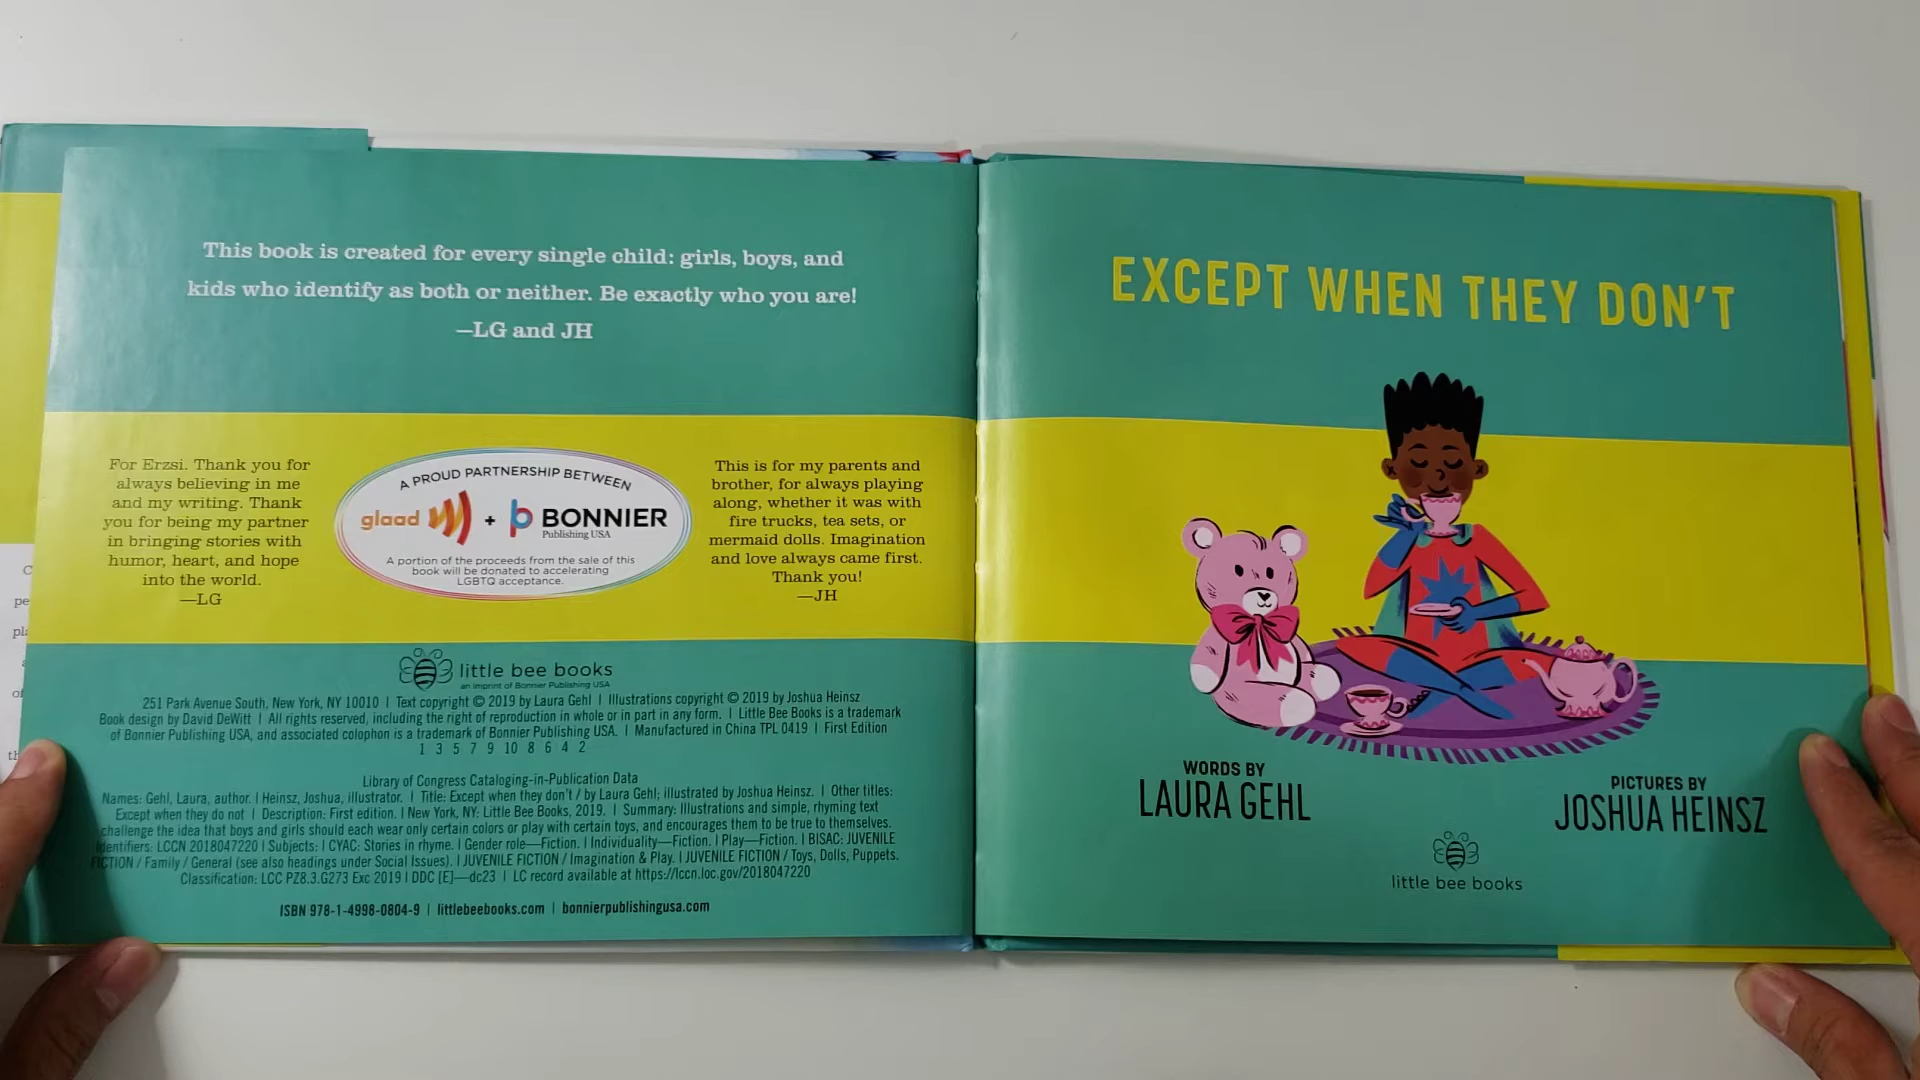 This book is created for every single child: girls, boys, and
kids who identify as both or neither. Be exactly who you are!
—LG and JH
For Erzsi. Thank you for
always believing in me
and my writing. Thank
you for being my partner
in bringing stories with
humor, heart, and hope
into the world.
—LG
A PROUD PARTNERSHIP BETWEEN
glaad + BONNIER
Publishing USA
A portion of the proceeds from the sale of this
book will be donated to accelerating
LGBTQ acceptance.
This is for my parents and
brother, for always playing
along, whether it was with
fire trucks, tea sets, or
mermaid dolls. Imagination
and love always came first.
Thank you!
—JH
little bee books
an imprint of Bonnier Publishing USA
251 Park Avenue South, New York, NY 10010 | Text copyright © 2019 by Laura Gehl | Illustrations copyright © 2019 by Joshua Heinsz
Book design by David DeWitt | All rights reserved, including the right of reproduction in whole or in part in any form. | Little Bee Books is a trademark
of Bonnier Publishing USA, and associated colophon is a trademark of Bonnier Publishing USA. | Manufactured in China TPL 0419 | First Edition
1 3 5 7 9 10 8 6 4 2
Library of Congress Cataloging-in-Publication Data
Names: Gehl, Laura, author. | Heinsz, Joshua, illustrator. | Title: Except when they don't / by Laura Gehl; illustrated by Joshua Heinsz. | Other titles:
Except when they do not | Description: First edition. | New York, NY: Little Bee Books, 2019. | Summary: Illustrations and simple, rhyming text
challenge the idea that boys and girls should each wear only certain colors or play with certain toys, and encourages them to be true to themselves.
Identifiers: LCCN 2018047220 | Subjects: | CYAC: Stories in rhyme. | Gender role—Fiction. | Individuality—Fiction. | Play—Fiction. | BISAC: JUVENILE
FICTION / Family / General (see also headings under Social Issues). | JUVENILE FICTION / Imagination & Play. | JUVENILE FICTION / Toys, Dolls, Puppets.
Classification: LCC PZ8.3.G273 Exc 2019 | DDC [E]—dc23 | LC record available at https://lccn.loc.gov/2018047220
ISBN 978-1-4998-0804-9 | littlebeebooks.com | bonnierpublishingusa.com
EXCEPT WHEN THEY DON'T
WORDS BY
LAURA GEHL
PICTURES BY
JOSHUA HEINSZ
little bee books